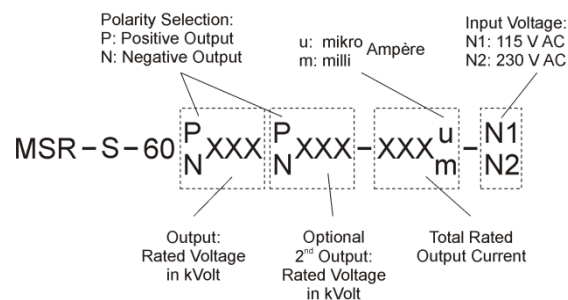 Polarity Selection:
P: Positive Output
N: Negative Output
u: mikro
m: milli
Ampère
Input Voltage:
N1: 115 V AC
N2: 230 V AC
MSR – S – 60 P/N XXX P/N XXX – XXX u/m – N1/N2
Output:
Rated Voltage
in kVolt
Optional
2nd Output:
Rated Voltage
in kVolt
Total Rated
Output Current